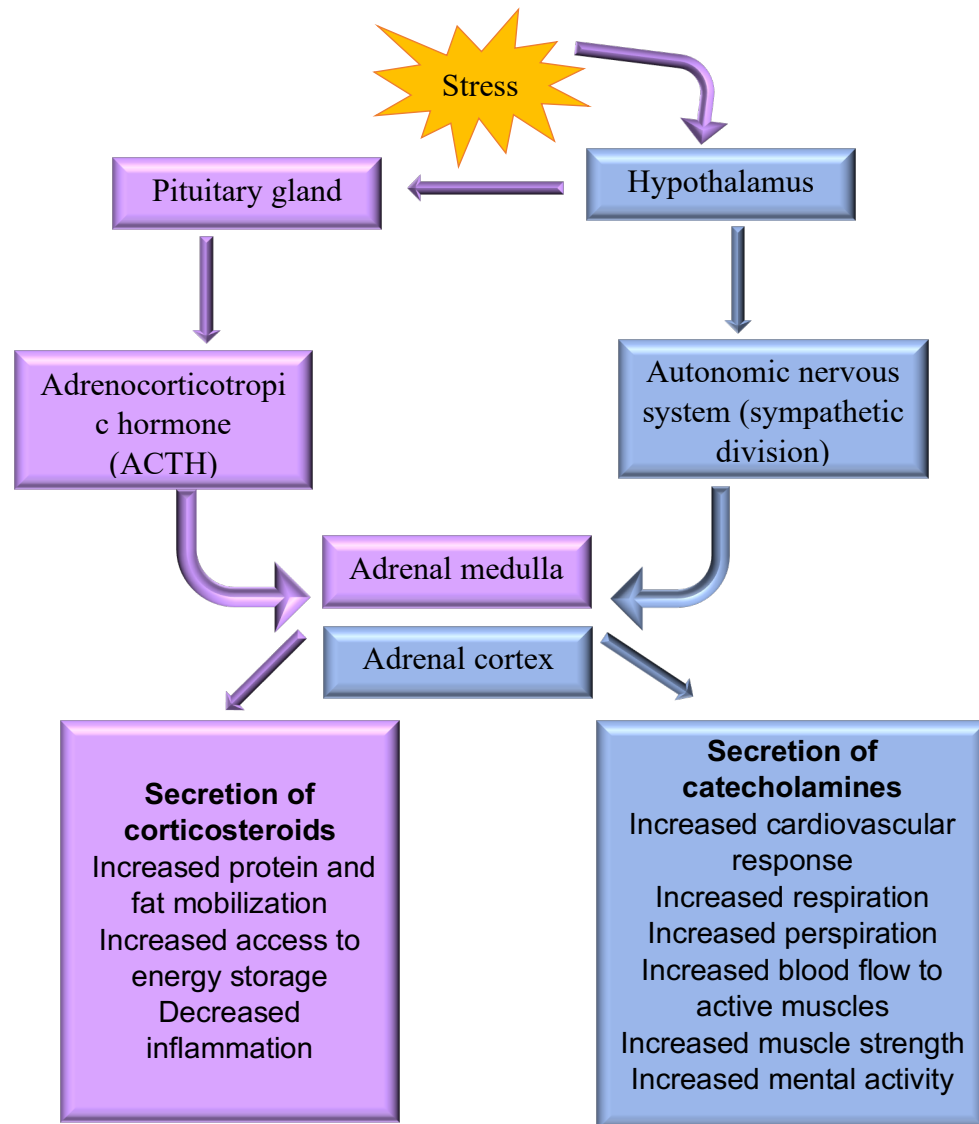 Stress
Pituitary gland
Hypothalamus
Adrenocorticotropi
c hormone
(ACTH)
Autonomic nervous
system (sympathetic
division)
Adrenal medulla
Adrenal cortex
Secretion of
corticosteroids
Increased protein and
fat mobilization
Increased access to
energy storage
Decreased
inflammation
Secretion of
catecholamines
Increased cardiovascular
response
Increased respiration
Increased perspiration
Increased blood flow to
active muscles
Increased muscle strength
Increased mental activity